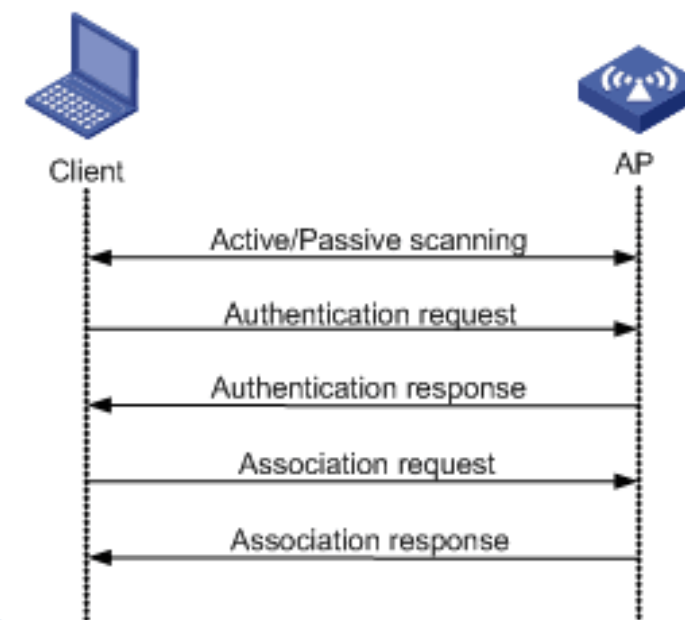 Client
AP
Active/Passive scanning
Authentication request
Authentication response
Association request
Association response